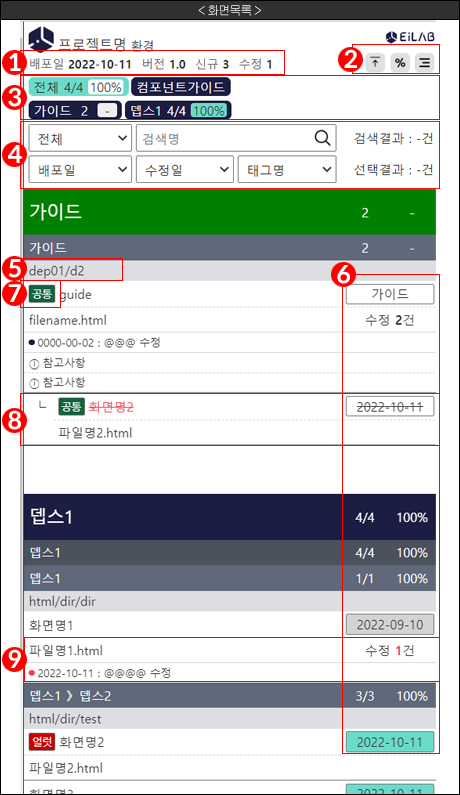 < 화면목록 >
프로젝트명 환경
EiLAB
1 배포일 2022-10-11 버전 1.0 신규 3 수정 1
2 %
3 전체 4/4 100% 컴포넌트가이드
가이드 2 - 뎁스1 4/4 100%
4 전체 검색명 검색결과 : -건
배포일 수정일 태그명 선택결과 : -건
가이드 2 -
가이드 2 -
5 dep01/d2
6
7 공통 guide 가이드
filename.html 수정 2건
0000-00-02 : @@@ 수정
① 참고사항
① 참고사항
8 ㄴ 공통 화면명2 2022-10-11
파일명2.html
뎁스1 4/4 100%
뎁스1 4/4 100%
뎁스1 1/1 100%
html/dir/dir
화면명1 2022-09-10
9 파일명1.html 수정 1건
2022-10-11 : @@@@ 수정
뎁스1 》 뎁스2 3/3 100%
html/dir/test
얼럿 화면명2 2022-10-11
파일명2.html
화면명3 2022-10-11